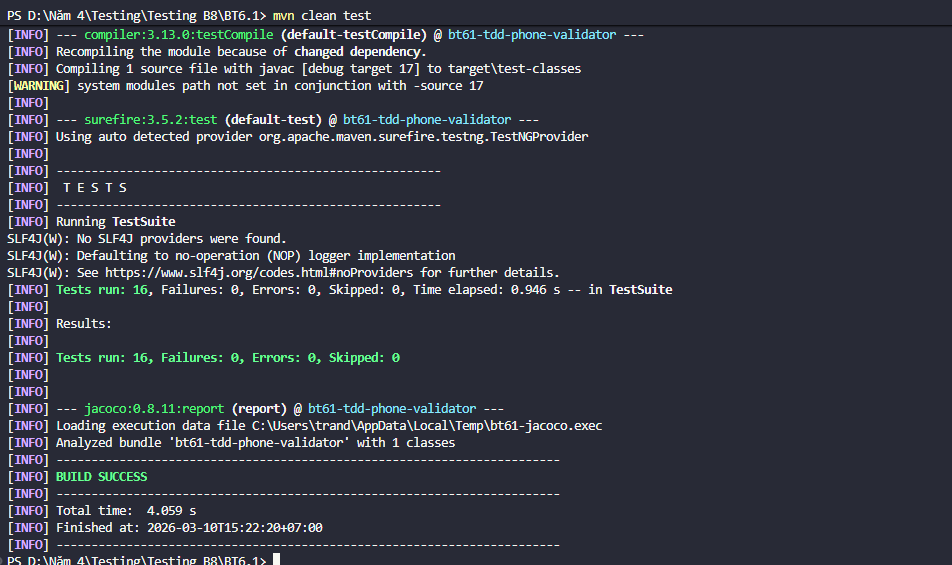 PS D:\Năm 4\Testing\Testing B8\BT6.1> mvn clean test
[INFO] --- compiler:3.13.0:testCompile (default-testCompile) @ bt61-tdd-phone-validator ---
[INFO] Recompiling the module because of changed dependency.
[INFO] Compiling 1 source file with javac [debug target 17] to target\test-classes
[WARNING] system modules path not set in conjunction with -source 17
[INFO]
[INFO] --- surefire:3.5.2:test (default-test) @ bt61-tdd-phone-validator ---
[INFO] Using auto detected provider org.apache.maven.surefire.testng.TestNGProvider
[INFO]
[INFO] -------------------------------------------------------
[INFO]  T E S T S
[INFO] -------------------------------------------------------
[INFO] Running TestSuite
SLF4J(W): No SLF4J providers were found.
SLF4J(W): Defaulting to no-operation (NOP) logger implementation
SLF4J(W): See https://www.slf4j.org/codes.html#noProviders for further details.
[INFO] Tests run: 16, Failures: 0, Errors: 0, Skipped: 0, Time elapsed: 0.946 s -- in TestSuite
[INFO]
[INFO] Results:
[INFO]
[INFO] Tests run: 16, Failures: 0, Errors: 0, Skipped: 0
[INFO]
[INFO]
[INFO] --- jacoco:0.8.11:report (report) @ bt61-tdd-phone-validator ---
[INFO] Loading execution data file C:\Users\trand\AppData\Local\Temp\bt61-jacoco.exec
[INFO] Analyzed bundle 'bt61-tdd-phone-validator' with 1 classes
[INFO] ------------------------------------------------------------------------
[INFO] BUILD SUCCESS
[INFO] ------------------------------------------------------------------------
[INFO] Total time:  4.059 s
[INFO] Finished at: 2026-03-10T15:22:20+07:00
[INFO] ------------------------------------------------------------------------
PS D:\Năm 4\Testing\Testing B8\BT6.1>